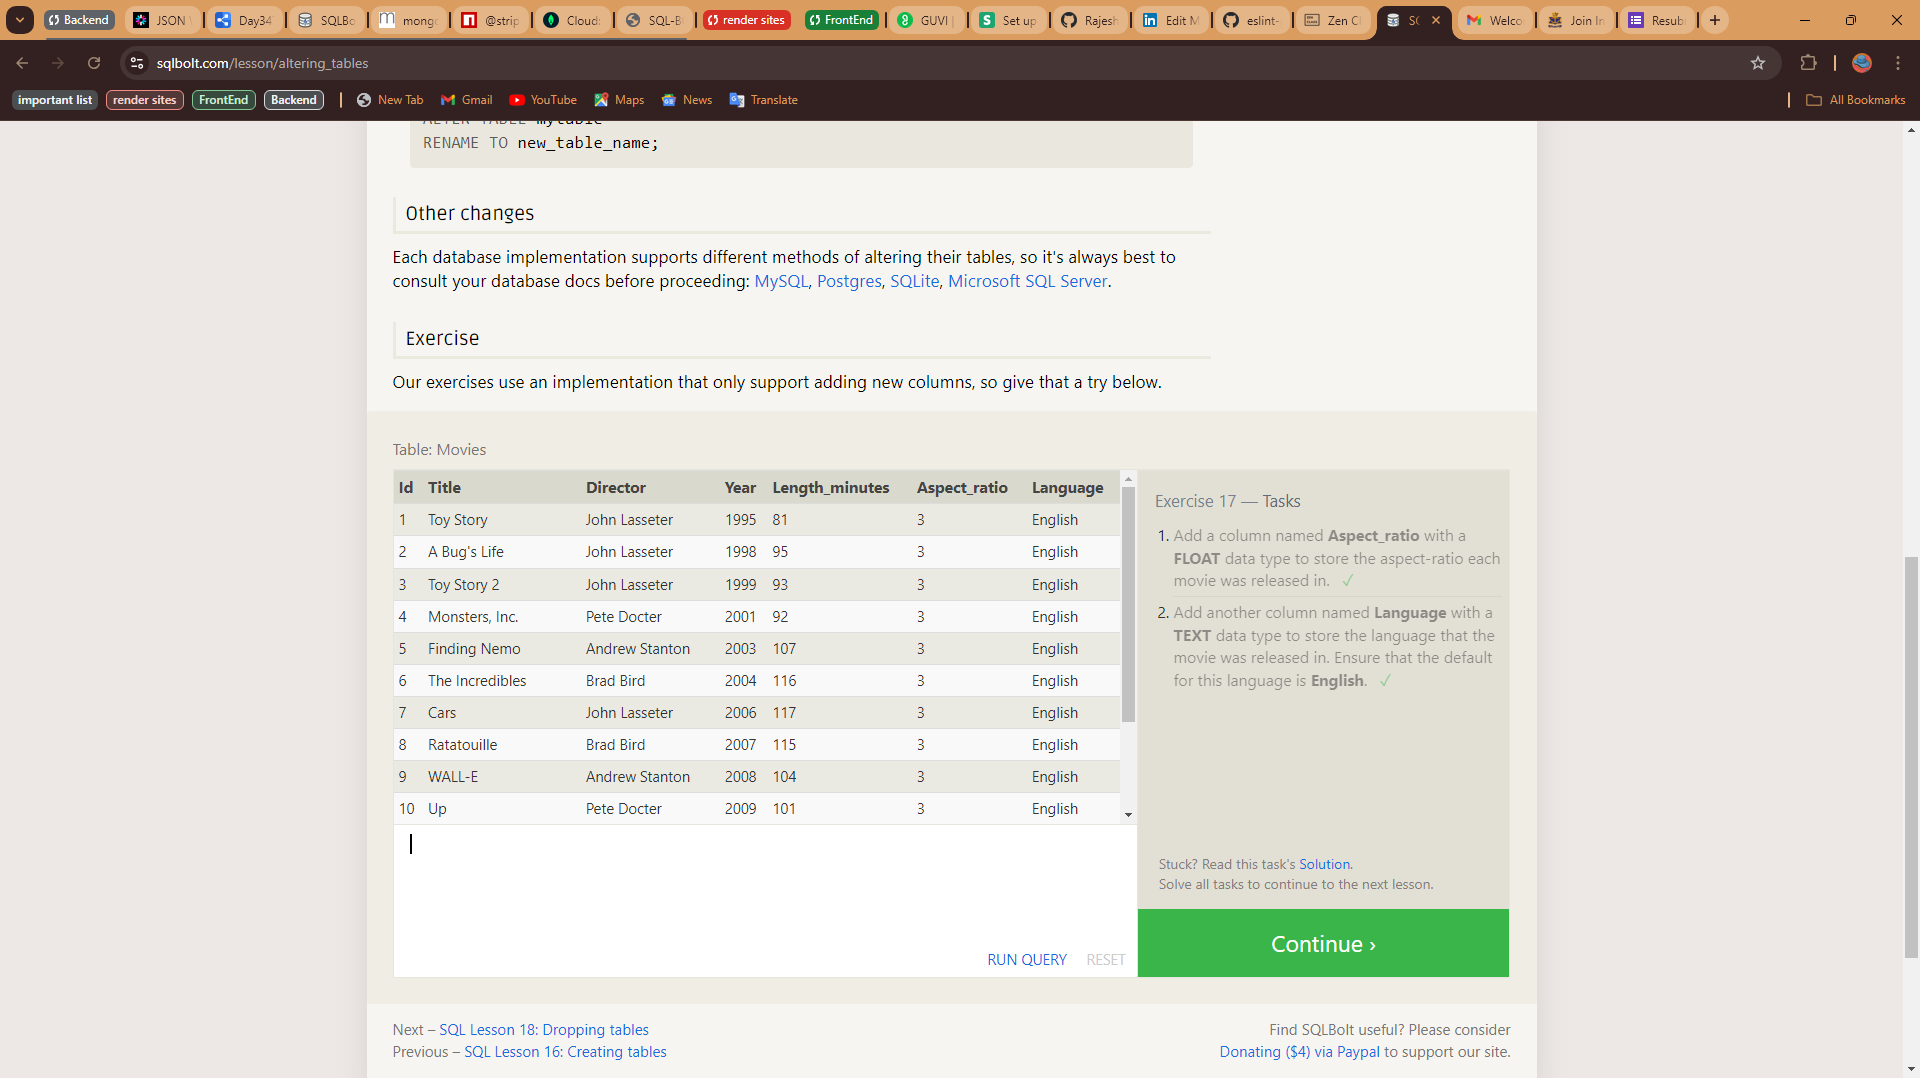 Backend
JSON
Day34
SQLBo
mong
@strip
Cloud
SQL-B
render sites
FrontEnd
GUVI
Set up
Rajesh
Edit M
eslint-
Zen Cl
Welco
Join In
Resub
sqlbolt.com/lesson/altering_tables
important list
render sites
FrontEnd
Backend
New Tab
Gmail
YouTube
Maps
News
Translate
All Bookmarks
ALTER TABLE mytable
RENAME TO new_table_name;
Other changes
Each database implementation supports different methods of altering their tables, so it's always best to
consult your database docs before proceeding: MySQL, Postgres, SQLite, Microsoft SQL Server.
Exercise
Our exercises use an implementation that only support adding new columns, so give that a try below.
Table: Movies
Id Title Director Year Length_minutes Aspect_ratio Language
1 Toy Story John Lasseter 1995 81 3 English
2 A Bug's Life John Lasseter 1998 95 3 English
3 Toy Story 2 John Lasseter 1999 93 3 English
4 Monsters, Inc. Pete Docter 2001 92 3 English
5 Finding Nemo Andrew Stanton 2003 107 3 English
6 The Incredibles Brad Bird 2004 116 3 English
7 Cars John Lasseter 2006 117 3 English
8 Ratatouille Brad Bird 2007 115 3 English
9 WALL-E Andrew Stanton 2008 104 3 English
10 Up Pete Docter 2009 101 3 English
RUN QUERY RESET
Exercise 17 — Tasks
1. Add a column named Aspect_ratio with a
FLOAT data type to store the aspect-ratio each
movie was released in. ✓
2. Add another column named Language with a
TEXT data type to store the language that the
movie was released in. Ensure that the default
for this language is English. ✓
Stuck? Read this task's Solution.
Solve all tasks to continue to the next lesson.
Continue ›
Next – SQL Lesson 18: Dropping tables
Previous – SQL Lesson 16: Creating tables
Find SQLBolt useful? Please consider
Donating ($4) via Paypal to support our site.